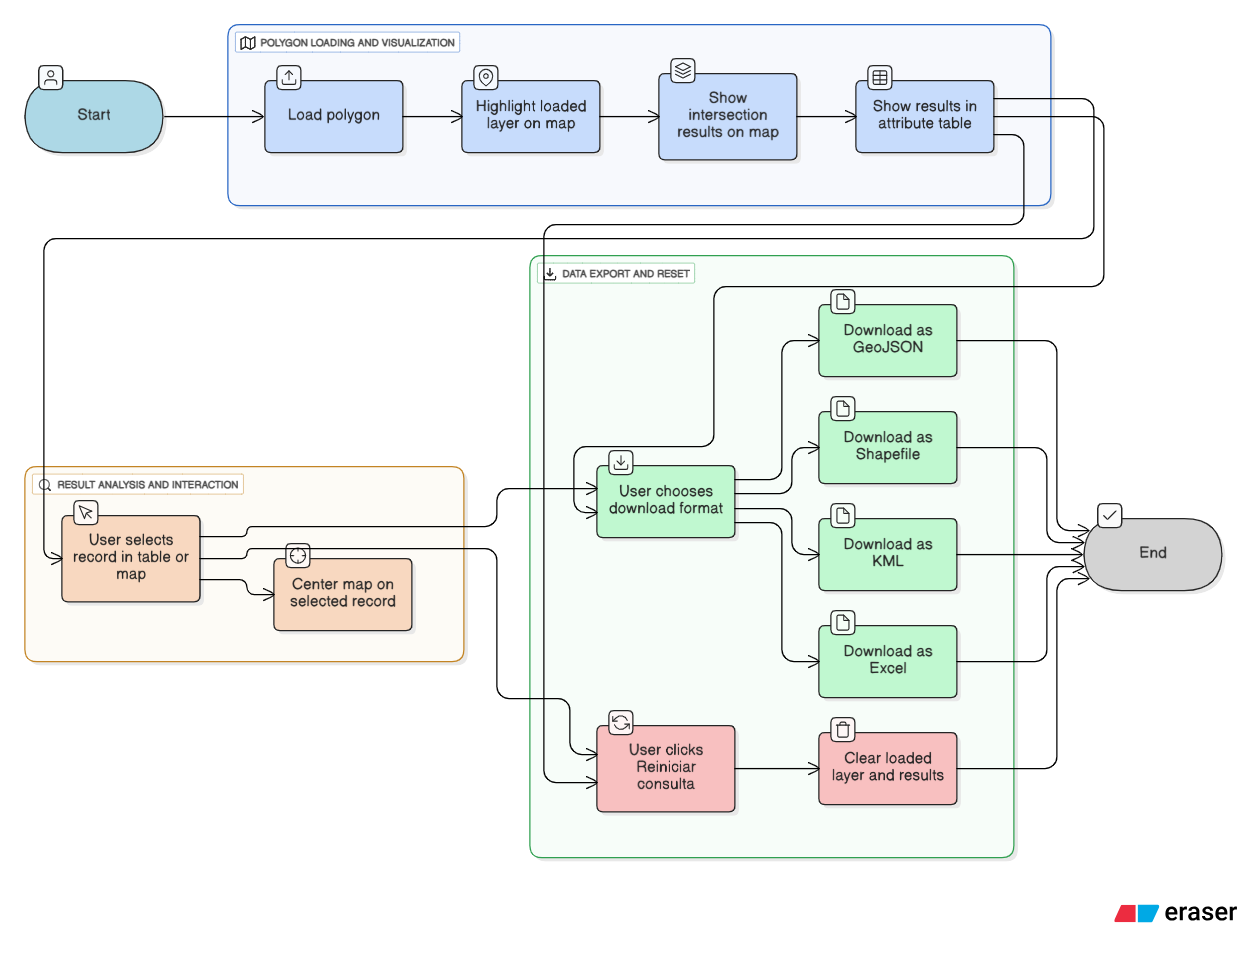 POLYGON LOADING AND VISUALIZATION
Start
Load polygon
Highlight loaded
layer on map
Show
intersection
results on map
Show results in
attribute table
DATA EXPORT AND RESET
Download as
GeoJSON
Download as
Shapefile
RESULT ANALYSIS AND INTERACTION
User selects
record in table or
map
Center map on
selected record
User chooses
download format
Download as
KML
End
Download as
Excel
User clicks
Reiniciar
consulta
Clear loaded
layer and results
eraser